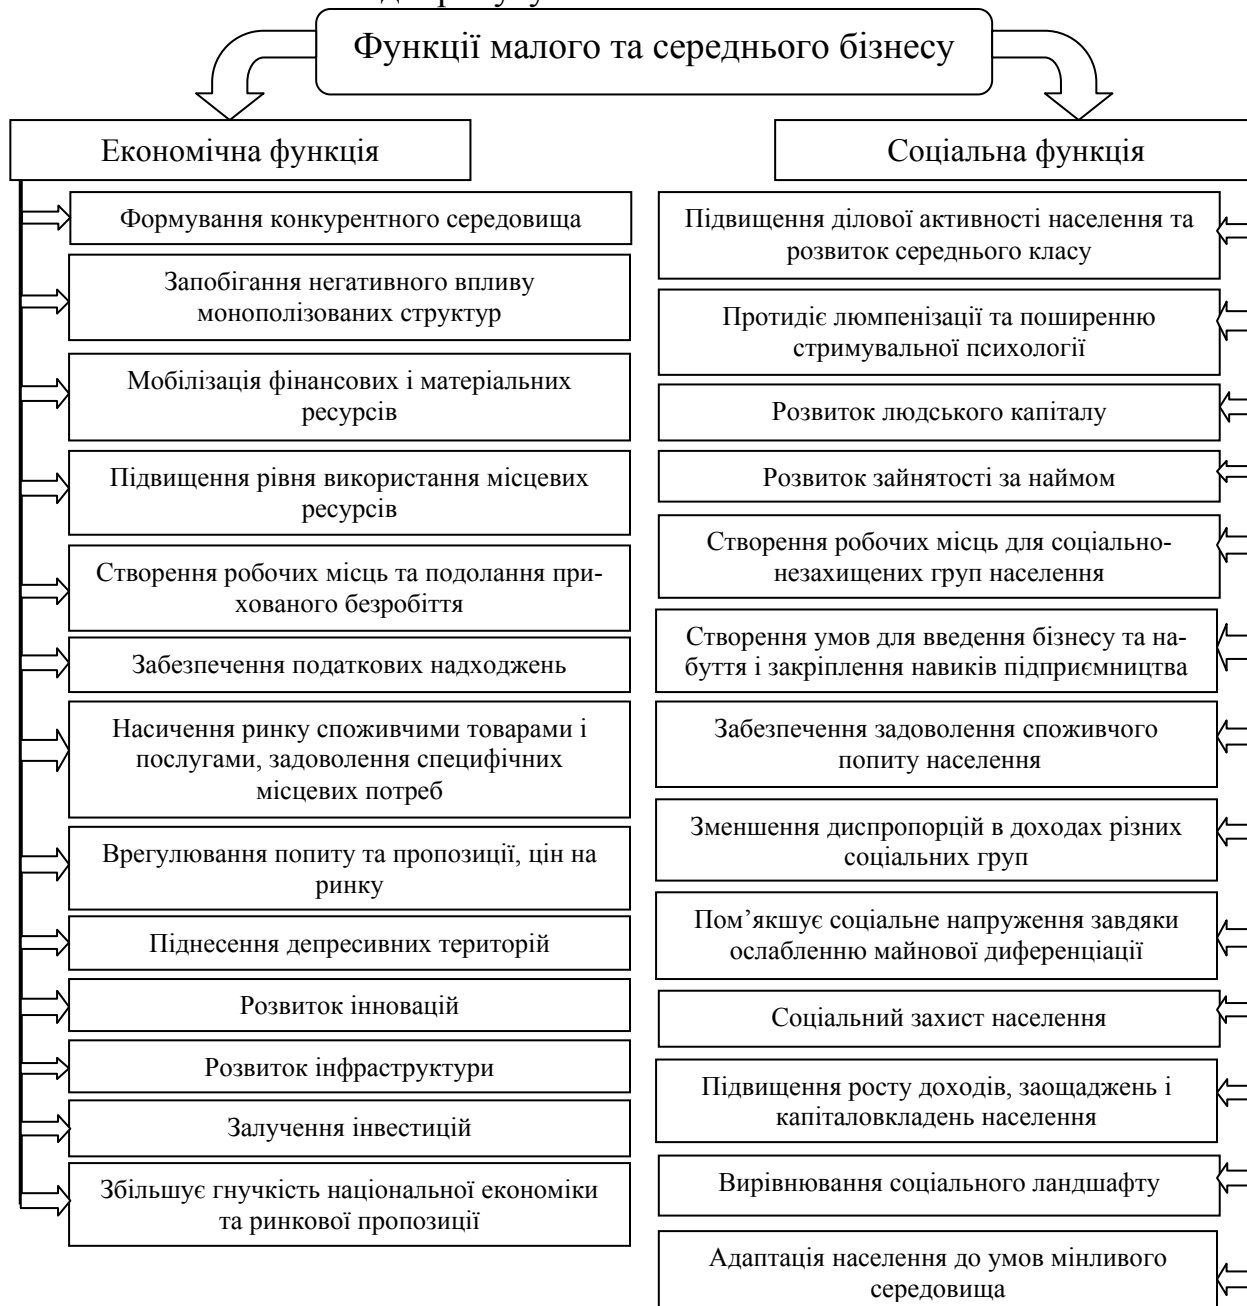 Функції малого та середнього бізнесу
Економічна функція
Формування конкурентного середовища
Запобігання негативного впливу
монополізованих структур
Мобілізація фінансових і матеріальних
ресурсів
Підвищення рівня використання місцевих
ресурсів
Створення робочих місць та подолання при-
хованого безробіття
Забезпечення податкових надходжень
Насичення ринку споживчими товарами і
послугами, задоволення специфічних
місцевих потреб
Врегулювання попиту та пропозиції, цін на
ринку
Піднесення депресивних територій
Розвиток інновацій
Розвиток інфраструктури
Залучення інвестицій
Збільшує гнучкість національної економіки
та ринкової пропозиції
Соціальна функція
Підвищення ділової активності населення та
розвиток середнього класу
Протидіє люмпенізації та поширенню
стримувальної психології
Розвиток людського капіталу
Розвиток зайнятості за наймом
Створення робочих місць для соціально-
незахищених груп населення
Створення умов для введення бізнесу та на-
буття і закріплення навиків підприємництва
Забезпечення задоволення споживчого
попиту населення
Зменшення диспропорцій в доходах різних
соціальних груп
Пом’якшує соціальне напруження завдяки
ослабленню майнової диференціації
Соціальний захист населення
Підвищення росту доходів, заощаджень і
капіталовкладень населення
Вирівнювання соціального ландшафту
Адаптація населення до умов мінливого
середовища